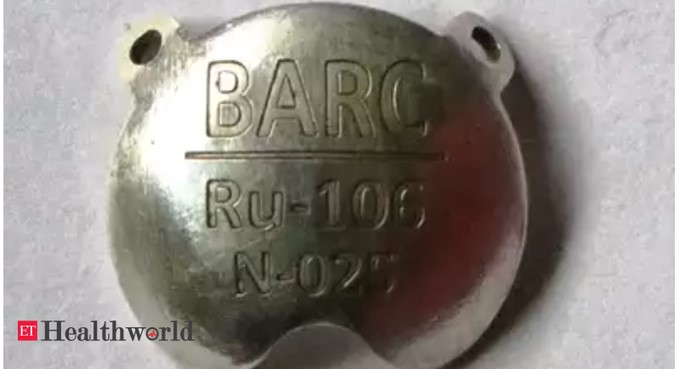 BARC
Ru-106
N-025
ET Healthworld